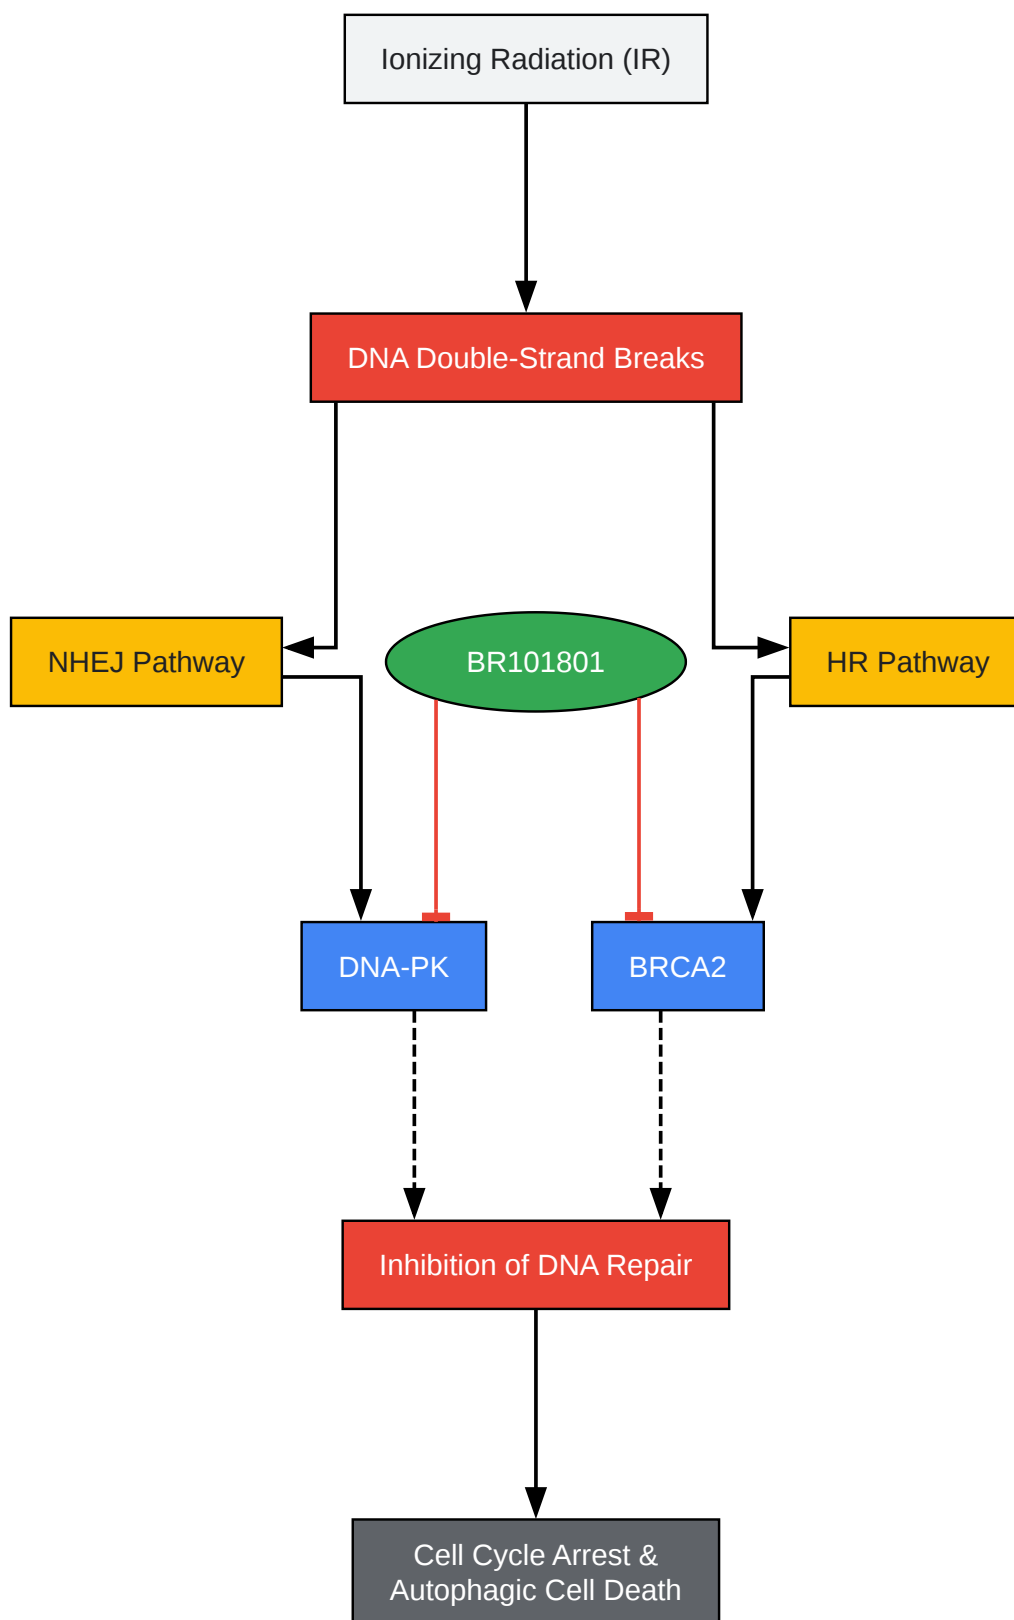 Ionizing Radiation (IR)
DNA Double-Strand Breaks
NHEJ Pathway
BR101801
HR Pathway
DNA-PK
BRCA2
Inhibition of DNA Repair
Cell Cycle Arrest &
Autophagic Cell Death